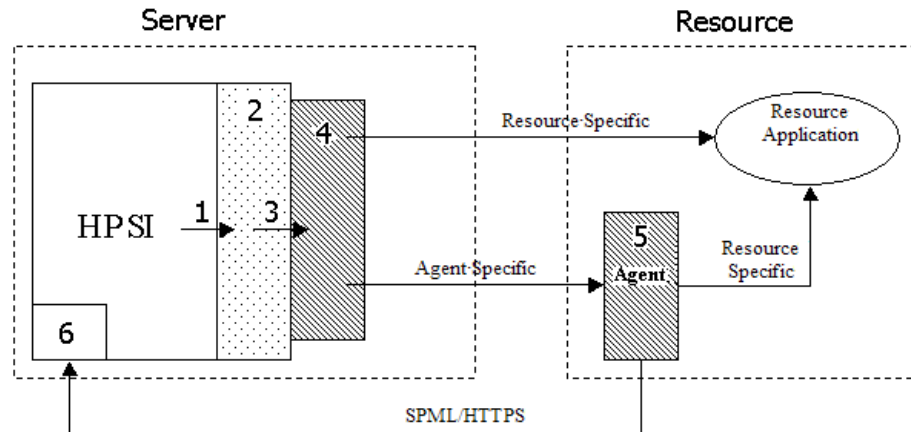 Server
Resource
2
4
Resource·Specific
Resource
Application
HPSI
1
3
5
Agent
Resource
Specific
Agent·Specific
6
SPML/HTTPS